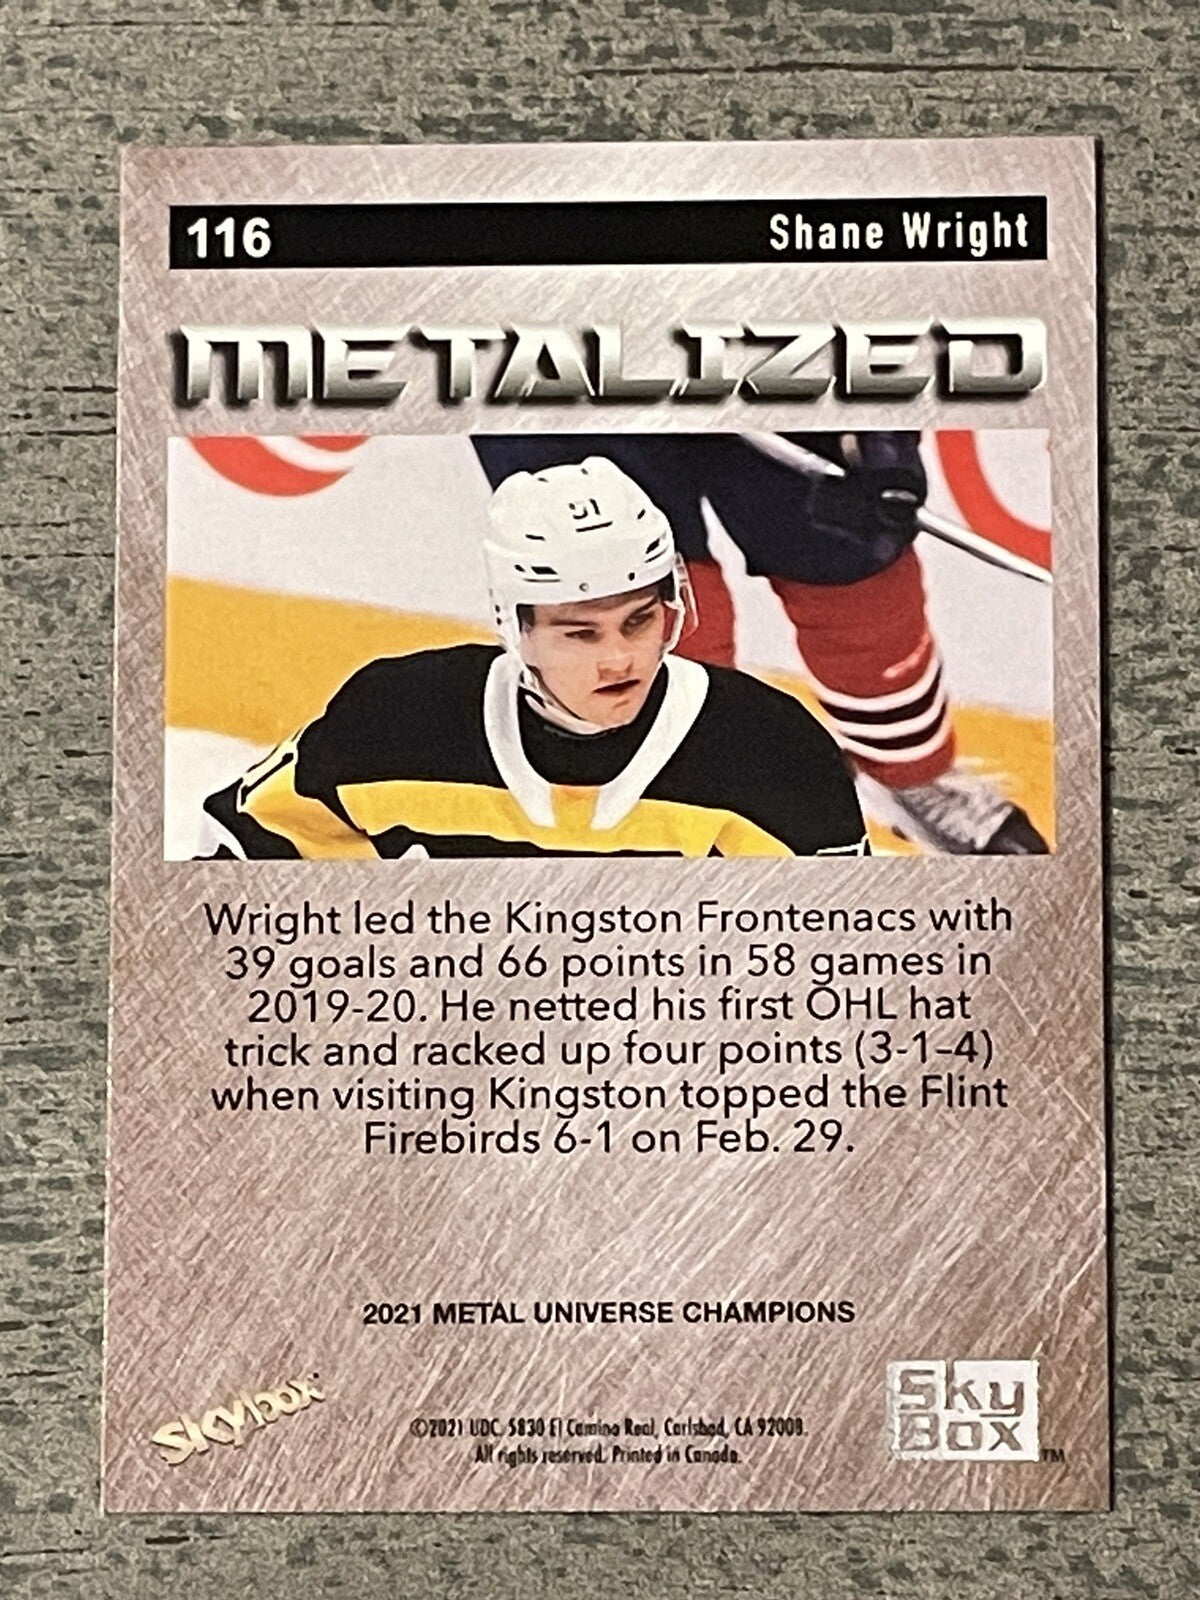 116 Shane Wright
METALIZED
51
Wright led the Kingston Frontenacs with
39 goals and 66 points in 58 games in
2019-20. He netted his first OHL hat
trick and racked up four points (3-1-4)
when visiting Kingston topped the Flint
Firebirds 6-1 on Feb. 29.
2021 METAL UNIVERSE CHAMPIONS
Skybox
©2021 UDC, 5830 El Camino Real, Carlsbad, CA 92008.
All rights reserved. Printed in Canada.
Sky
Box
TM